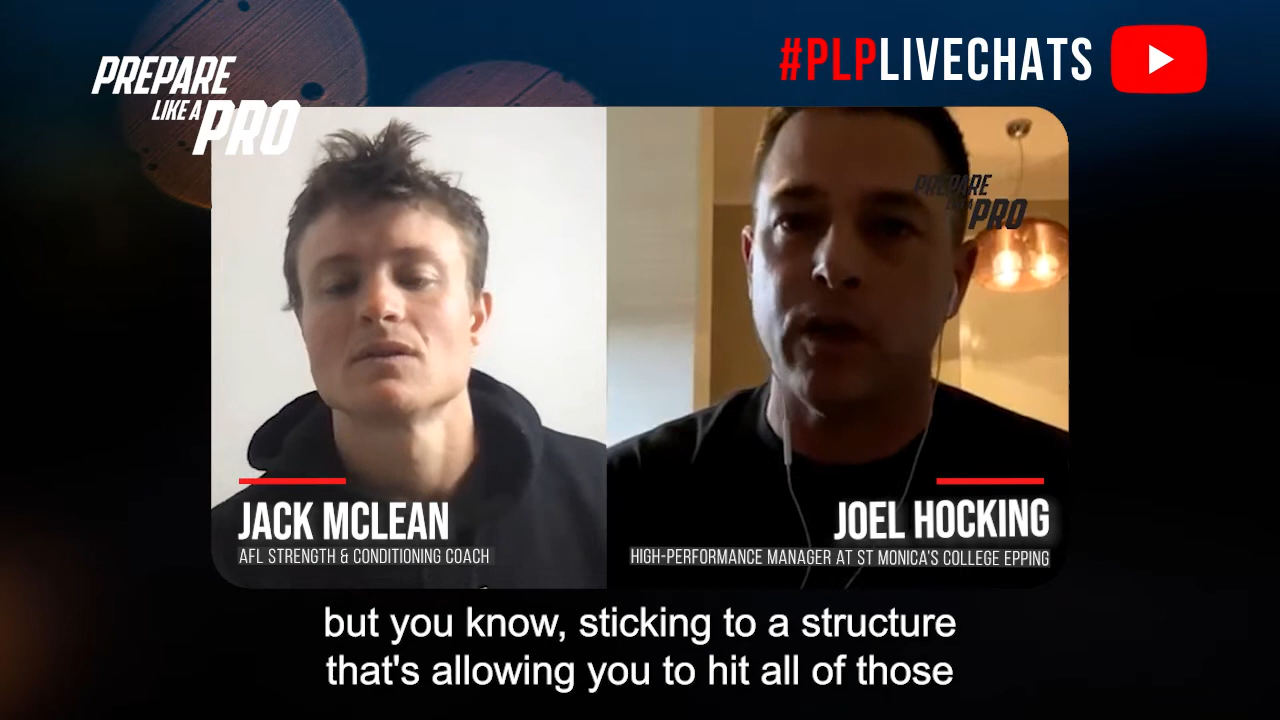 #PLPLIVECHATS
PREPARE
LIKE A
PRO
PREPARE
LIKE A
PRO
JACK MCLEAN
AFL STRENGTH & CONDITIONING COACH
JOEL HOCKING
HIGH-PERFORMANCE MANAGER AT ST MONICA'S COLLEGE EPPING
but you know, sticking to a structure
that's allowing you to hit all of those